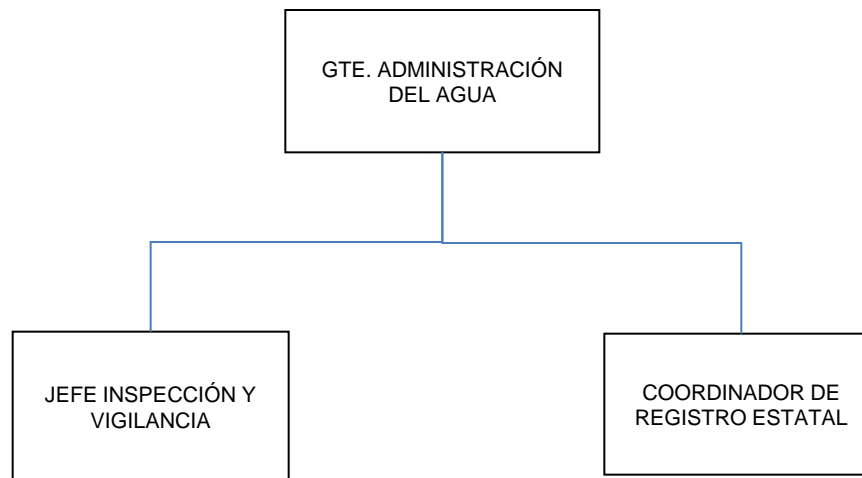 GTE. ADMINISTRACIÓN
DEL AGUA
JEFE INSPECCIÓN Y
VIGILANCIA
COORDINADOR DE
REGISTRO ESTATAL